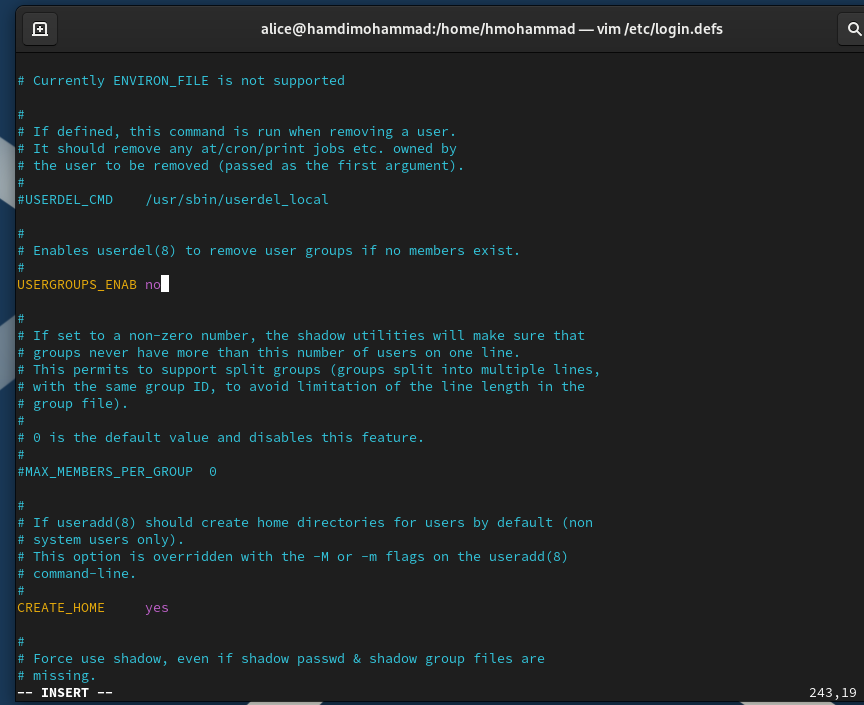 alice@hamdimohammad:/home/hmohammad — vim /etc/login.defs
# Currently ENVIRON_FILE is not supported
#
# If defined, this command is run when removing a user.
# It should remove any at/cron/print jobs etc. owned by
# the user to be removed (passed as the first argument).
#
#USERDEL_CMD    /usr/sbin/userdel_local
#
# Enables userdel(8) to remove user groups if no members exist.
#
USERGROUPS_ENAB no
#
# If set to a non-zero number, the shadow utilities will make sure that
# groups never have more than this number of users on one line.
# This permits to support split groups (groups split into multiple lines,
# with the same group ID, to avoid limitation of the line length in the
# group file).
#
# 0 is the default value and disables this feature.
#
#MAX_MEMBERS_PER_GROUP  0
#
# If useradd(8) should create home directories for users by default (non
# system users only).
# This option is overridden with the -M or -m flags on the useradd(8)
# command-line.
#
CREATE_HOME     yes
#
# Force use shadow, even if shadow passwd & shadow group files are
# missing.
-- INSERT --    243,19